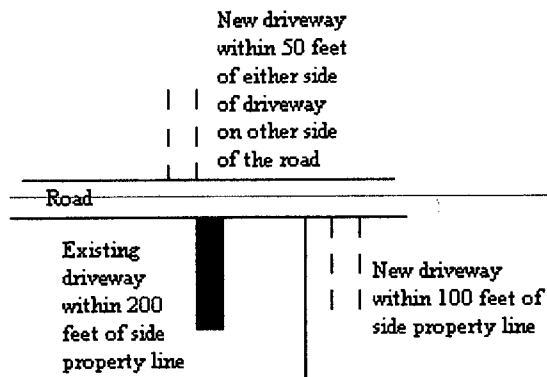 New driveway
within 50 feet
of either side
of driveway
on other side
of the road
Road
Existing
driveway
within 200
feet of side
property line
New driveway
within 100 feet of
side property line